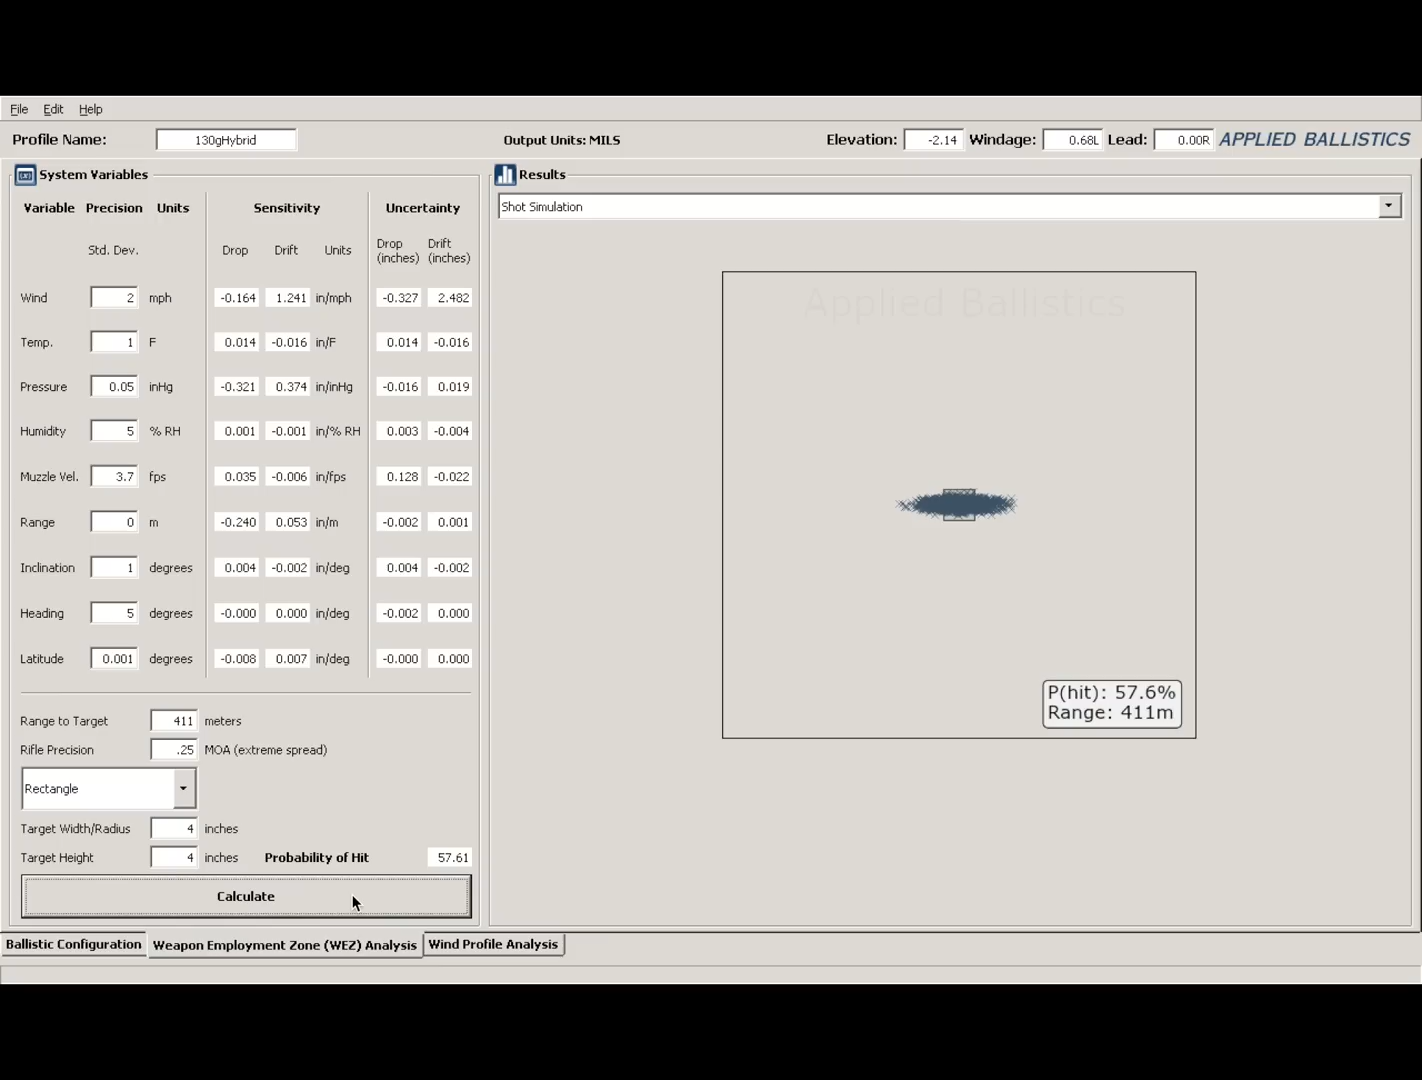 File Edit Help
Profile Name: 130gHybrid Output Units: MILS Elevation: -2.14 Windage: 0.68L Lead: 0.00R APPLIED BALLISTICS
System Variables
Variable Precision Units Sensitivity Uncertainty
Std. Dev. Drop Drift Units Drop (inches) Drift (inches)
Wind 2 mph -0.164 1.241 in/mph -0.327 2.482
Temp. 1 F 0.014 -0.016 in/F 0.014 -0.016
Pressure 0.05 inHg -0.321 0.374 in/inHg -0.016 0.019
Humidity 5 % RH 0.001 -0.001 in/% RH 0.003 -0.004
Muzzle Vel. 3.7 fps 0.035 -0.006 in/fps 0.128 -0.022
Range 0 m -0.240 0.053 in/m -0.002 0.001
Inclination 1 degrees 0.004 -0.002 in/deg 0.004 -0.002
Heading 5 degrees -0.000 0.000 in/deg -0.002 0.000
Latitude 0.001 degrees -0.008 0.007 in/deg -0.000 0.000
Range to Target 411 meters
Rifle Precision .25 MOA (extreme spread)
Rectangle
Target Width/Radius 4 inches
Target Height 4 inches Probability of Hit 57.61
Calculate
Results
Shot Simulation
Applied Ballistics
P(hit): 57.6%
Range: 411m
Ballistic Configuration Weapon Employment Zone (WEZ) Analysis Wind Profile Analysis